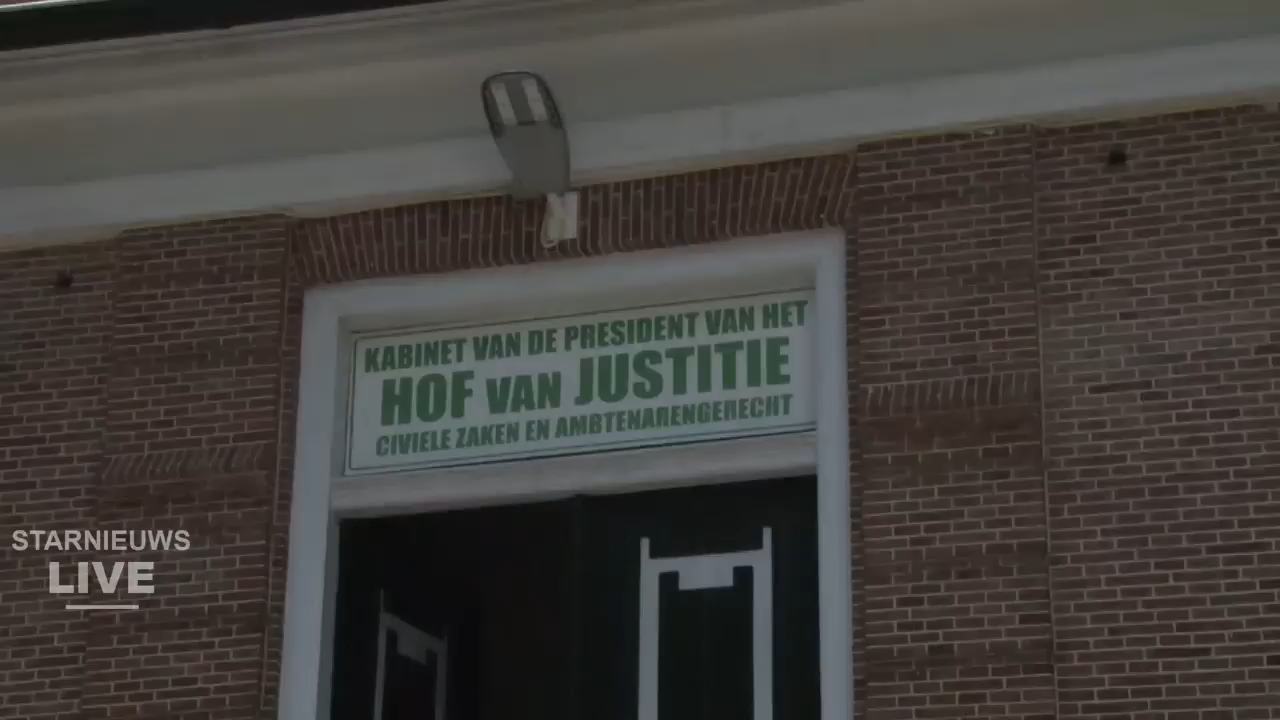 KABINET VAN DE PRESIDENT VAN HET
HOF VAN JUSTITIE
CIVIELE ZAKEN EN AMBTENARENGERECHT
STARNIEUWS
LIVE